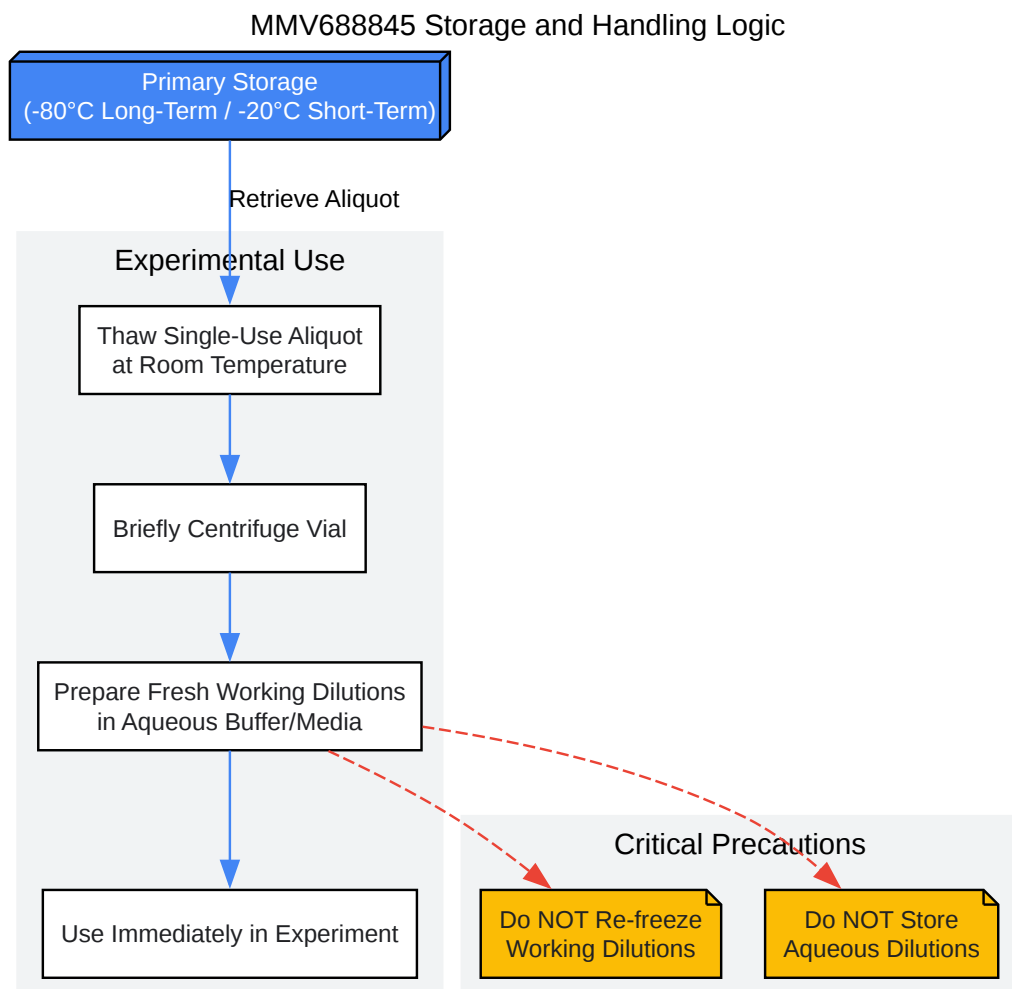 MMV688845 Storage and Handling Logic
Primary Storage
(-80°C Long-Term / -20°C Short-Term)
Retrieve Aliquot
Experimental Use
Thaw Single-Use Aliquot
at Room Temperature
Briefly Centrifuge Vial
Prepare Fresh Working Dilutions
in Aqueous Buffer/Media
Use Immediately in Experiment
Critical Precautions
Do NOT Re-freeze
Working Dilutions
Do NOT Store
Aqueous Dilutions